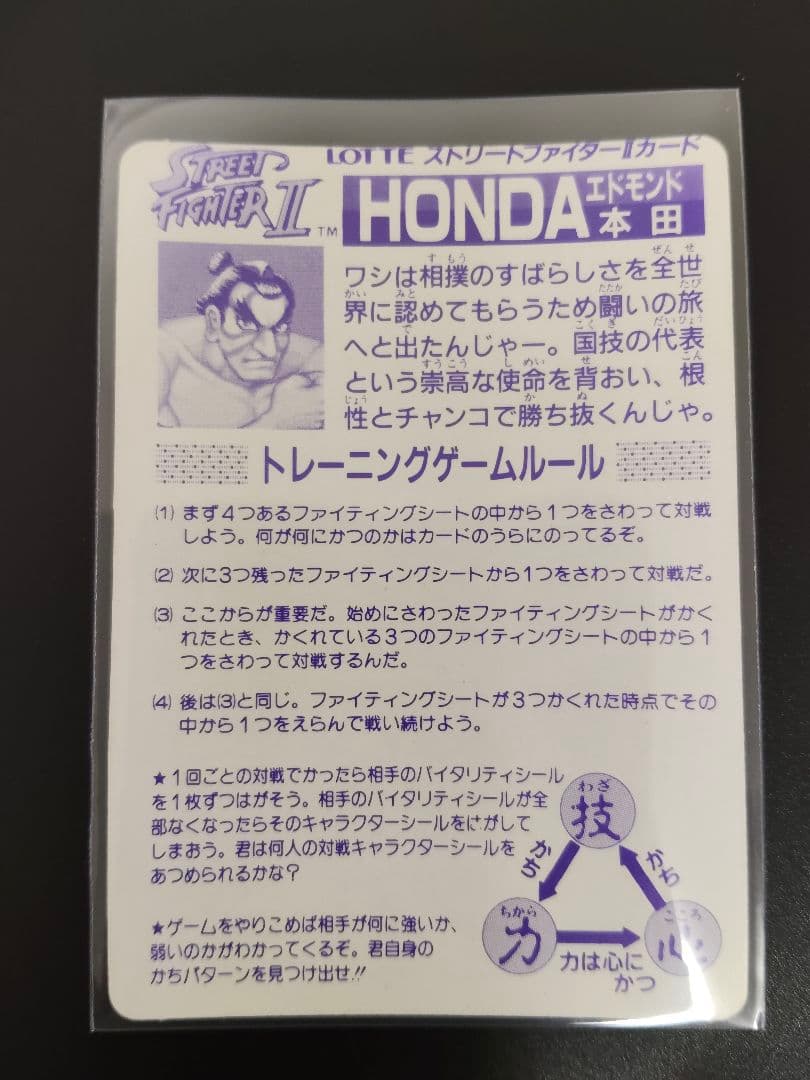 STREET
FIGHTER II
TM
LOTTE ストリートファイターIIカード
HONDA エドモンド
本田
ワシは相撲のすばらしさを全世
界に認めてもらうため闘いの旅
へと出たんじゃー。国技の代表
という崇高な使命を背おい、根
性とチャンコで勝ち抜くんじゃ。
トレーニングゲームルール
(1) まず4つあるファイティングシートの中から1つをさわって対戦
しよう。何が何にかつのかはカードのうらにのってるぞ。
(2) 次に3つ残ったファイティングシートから1つをさわって対戦だ。
(3) ここからが重要だ。始めにさわったファイティングシートがかく
れたとき、かくれている3つのファイティングシートの中から1
つをさわって対戦するんだ。
(4) 後は(3)と同じ。ファイティングシートが3つかくれた時点でその
中から1つをえらんで戦い続けよう。
★1回ごとの対戦でかったら相手のバイタリティシール
を1枚ずつはがそう。相手のバイタリティシールが全
部なくなったらそのキャラクターシールをはがして
しまおう。君は何人の対戦キャラクターシールを
あつめられるかな?
★ゲームをやりこめば相手が何に強いか、
弱いのかがわかってくるぞ。君自身の
かちパターンを見つけ出せ!!
わざ
技
かち
かち
ちから
力
こころ
心
力は心に
かつ